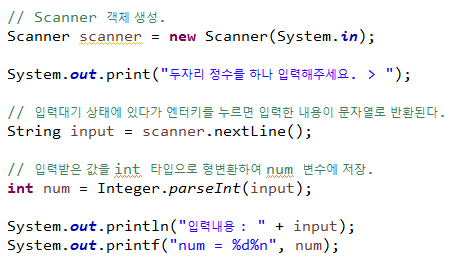 // Scanner 객체 생성.
Scanner scanner = new Scanner(System.in);
System.out.print("두자리 정수를 하나 입력해주세요. > ");
// 입력대기 상태에 있다가 엔터키를 누르면 입력한 내용이 문자열로 반환된다.
String input = scanner.nextLine();
// 입력받은 값을 int 타입으로 형변환하여 num 변수에 저장.
int num = Integer.parseInt(input);
System.out.println("입력내용 : " + input);
System.out.printf("num = %d%n", num);